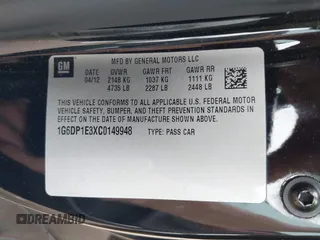 GM
MFD BY GENERAL MOTORS LLC
DATE GVWR GAWR FRT GAWR RR
04/12 2148 KG 1037 KG 1111 KG
4735 LB 2287 LB 2448 LB
THIS VEHICLE CONFORMS TO ALL APPLICABLE U.S. FEDERAL MOTOR
VEHICLE SAFETY, BUMPER, AND THEFT PREVENTION STANDARDS IN
EFFECT ON THE DATE OF MANUFACTURE SHOWN ABOVE.
1G6DP1E3XC0149948 TYPE: PASS CAR
DREAMBID